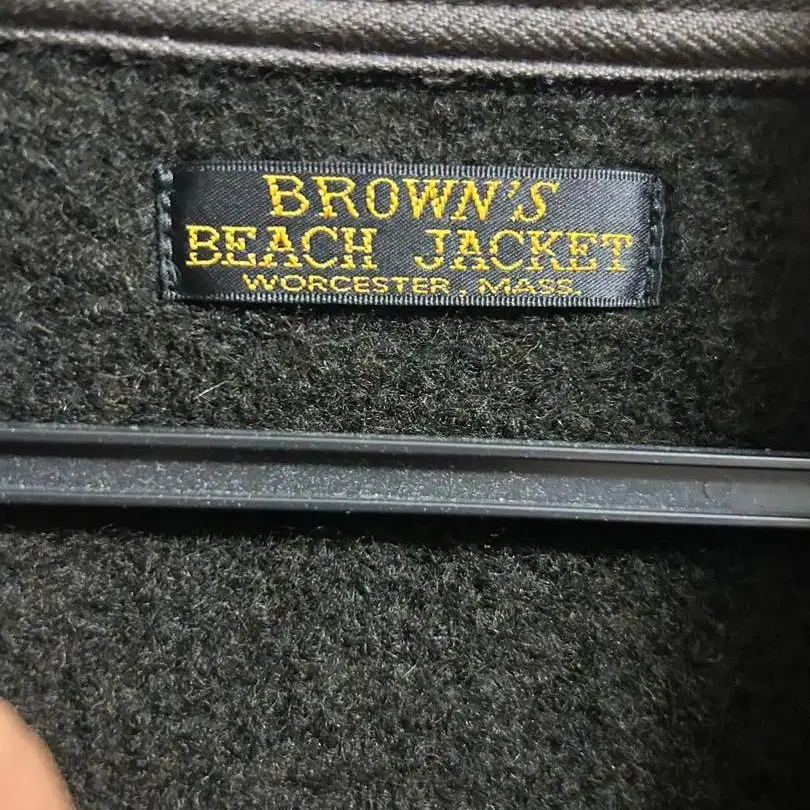 BROWN'S
BEACH JACKET
WORCESTER, MASS.